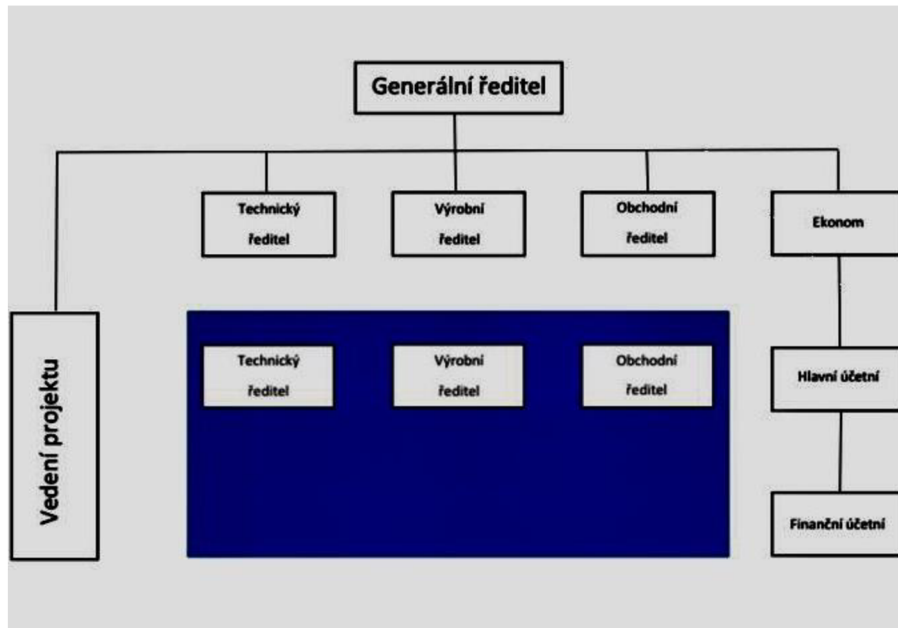 Generální ředitel
Technický
ředitel
Výrobní
ředitel
Obchodní
ředitel
Ekonom
Vedení projektu
Technický
ředitel
Výrobní
ředitel
Obchodní
ředitel
Hlavní účetní
Finanční účetní